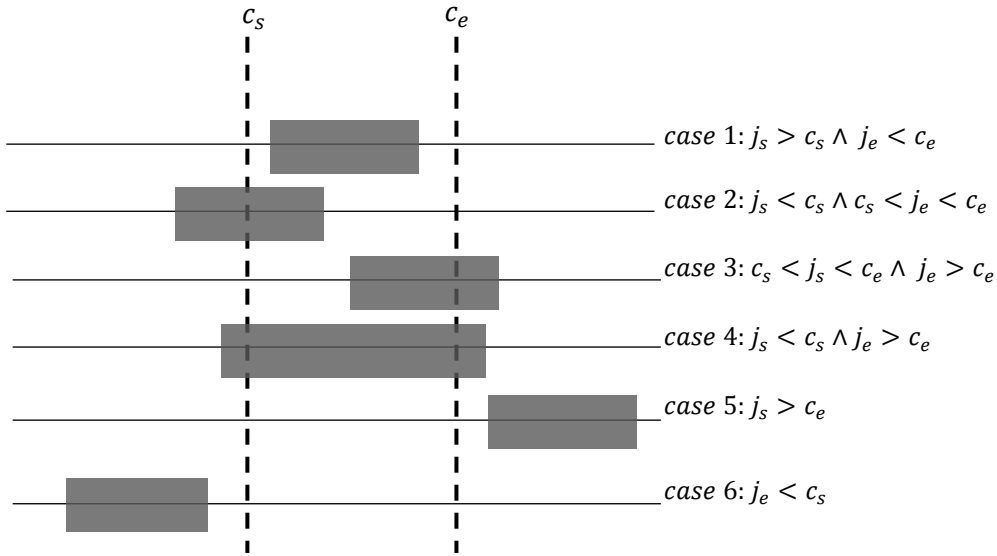 c_s c_e
case 1: j_s > c_s ∧ j_e < c_e
case 2: j_s < c_s ∧ c_s < j_e < c_e
case 3: c_s < j_s < c_e ∧ j_e > c_e
case 4: j_s < c_s ∧ j_e > c_e
case 5: j_s > c_e
case 6: j_e < c_s